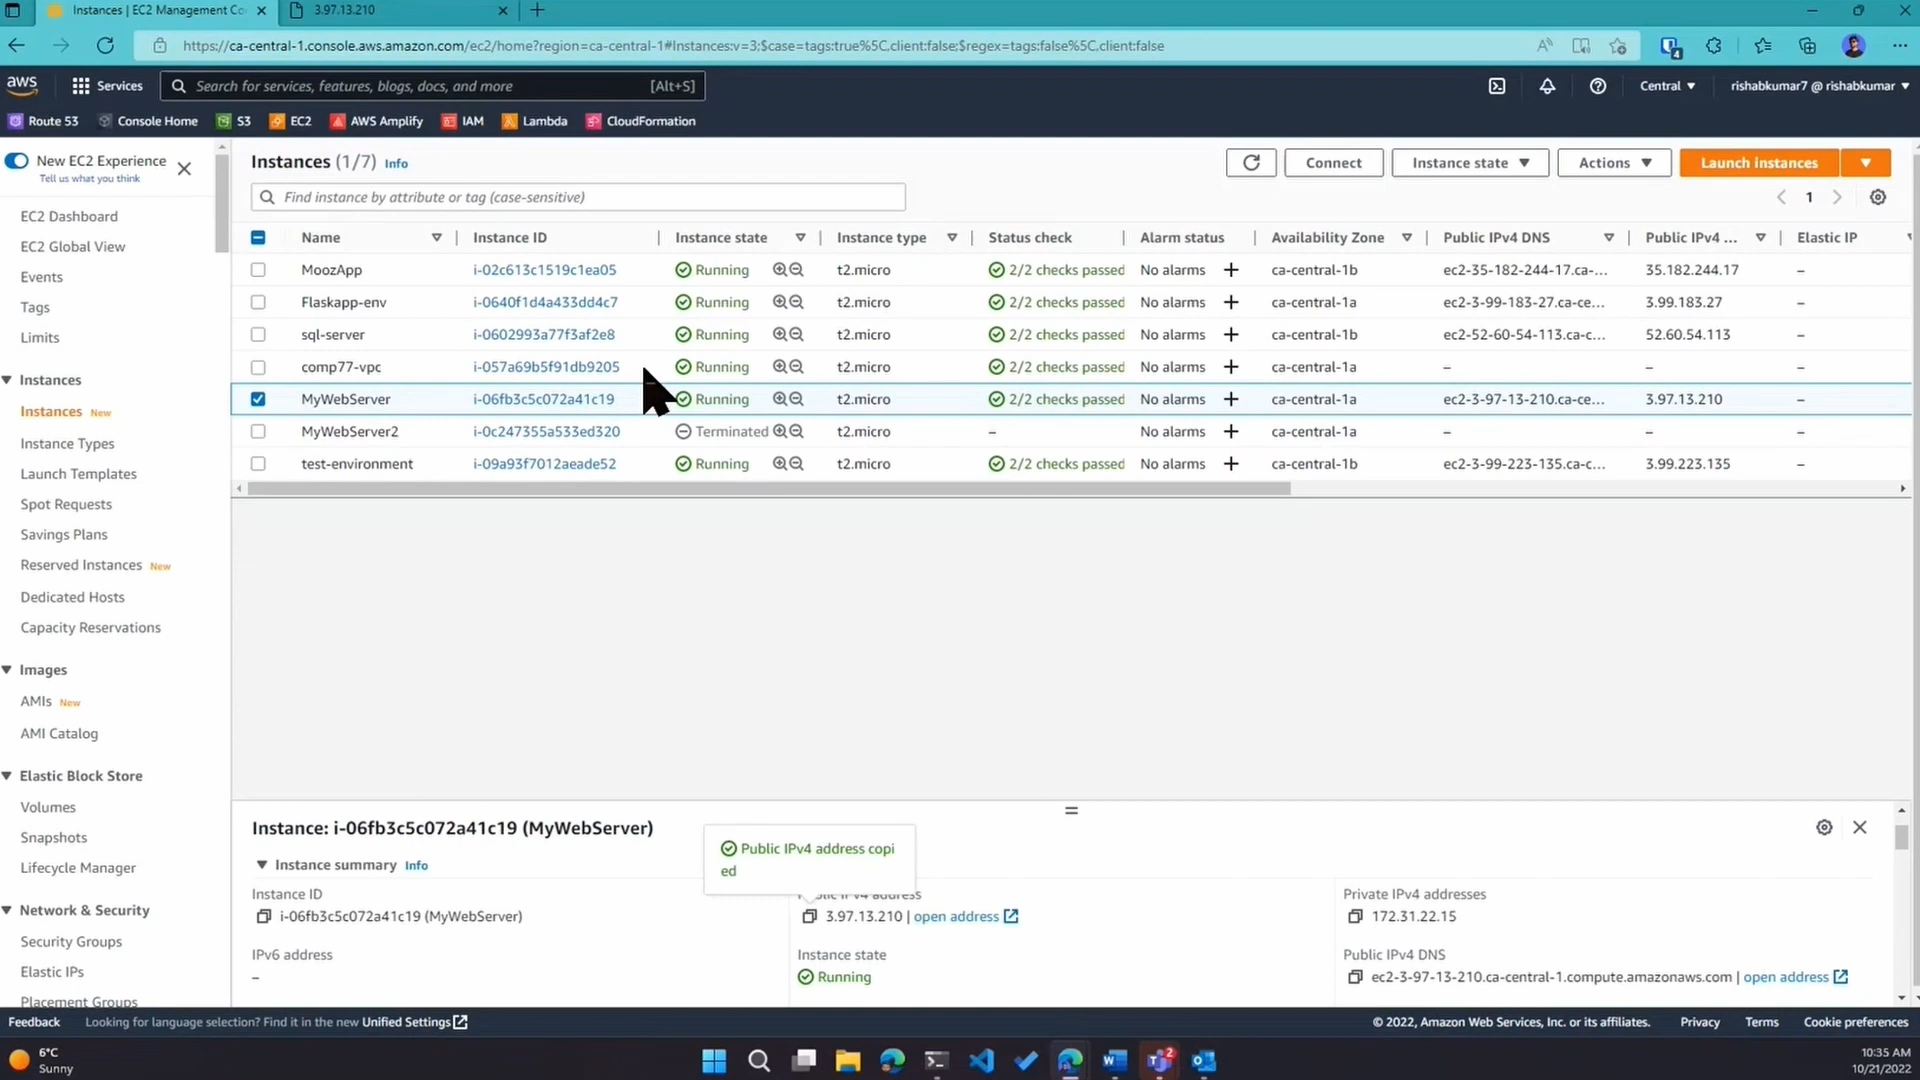 Instances | EC2 Management Co
3.97.13.210
https://ca-central-1.console.aws.amazon.com/ec2/home?region=ca-central-1#Instances:v=3;$case=tags:true%5C,client:false;$regex=tags:false%5C,client:false
4
aws Services Search for services, features, blogs, docs, and more [Alt+S] Central rishabkumar7 @ rishabkumar
Route 53 Console Home S3 EC2 AWS Amplify IAM Lambda CloudFormation
New EC2 Experience
Tell us what you think
EC2 Dashboard
EC2 Global View
Events
Tags
Limits
Instances
Instances New
Instance Types
Launch Templates
Spot Requests
Savings Plans
Reserved Instances New
Dedicated Hosts
Capacity Reservations
Images
AMIs New
AMI Catalog
Elastic Block Store
Volumes
Snapshots
Lifecycle Manager
Network & Security
Security Groups
Elastic IPs
Placement Groups
Instances (1/7) Info Connect Instance state Actions Launch instances
Find instance by attribute or tag (case-sensitive) 1
Name Instance ID Instance state Instance type Status check Alarm status Availability Zone Public IPv4 DNS Public IPv4 ... Elastic IP
MoozApp i-02c613c1519c1ea05 Running t2.micro 2/2 checks passed No alarms + ca-central-1b ec2-35-182-244-17.ca-... 35.182.244.17 –
Flaskapp-env i-0640f1d4a433dd4c7 Running t2.micro 2/2 checks passed No alarms + ca-central-1a ec2-3-99-183-27.ca-ce... 3.99.183.27 –
sql-server i-0602993a77f3af2e8 Running t2.micro 2/2 checks passed No alarms + ca-central-1b ec2-52-60-54-113.ca-c... 52.60.54.113 –
comp77-vpc i-057a69b5f91db9205 Running t2.micro 2/2 checks passed No alarms + ca-central-1a – – –
MyWebServer i-06fb3c5c072a41c19 Running t2.micro 2/2 checks passed No alarms + ca-central-1a ec2-3-97-13-210.ca-ce... 3.97.13.210 –
MyWebServer2 i-0c247355a533ed320 Terminated t2.micro – No alarms + ca-central-1a – – –
test-environment i-09a93f7012aeade52 Running t2.micro 2/2 checks passed No alarms + ca-central-1b ec2-3-99-223-135.ca-c... 3.99.223.135 –
Instance: i-06fb3c5c072a41c19 (MyWebServer)
Public IPv4 address copi
ed
Instance summary Info
Instance ID
i-06fb3c5c072a41c19 (MyWebServer)
IPv6 address
–
Public IPv4 address
3.97.13.210 | open address
Instance state
Running
Private IPv4 addresses
172.31.22.15
Public IPv4 DNS
ec2-3-97-13-210.ca-central-1.compute.amazonaws.com | open address
Feedback Looking for language selection? Find it in the new Unified Settings © 2022, Amazon Web Services, Inc. or its affiliates. Privacy Terms Cookie preferences
6°C
Sunny
2
10:35 AM
10/21/2022